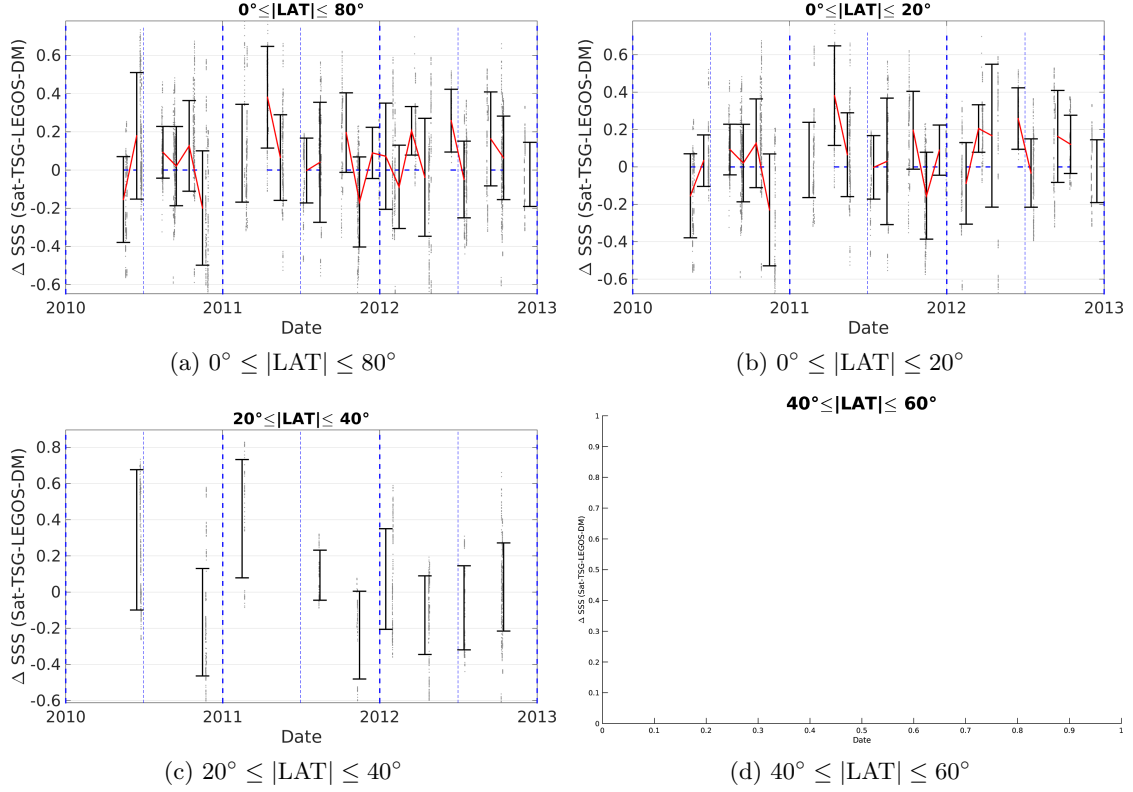 0°≤|LAT|≤ 80°
Δ SSS (Sat-TSG-LEGOS-DM)
0.6
0.4
0.2
0
-0.2
-0.4
-0.6
2010 2011 2012 2013
Date
(a) 0° ≤ |LAT| ≤ 80°
0°≤|LAT|≤ 20°
Δ SSS (Sat-TSG-LEGOS-DM)
0.6
0.4
0.2
0
-0.2
-0.4
-0.6
2010 2011 2012 2013
Date
(b) 0° ≤ |LAT| ≤ 20°
20°≤|LAT|≤ 40°
Δ SSS (Sat-TSG-LEGOS-DM)
0.8
0.6
0.4
0.2
0
-0.2
-0.4
-0.6
2010 2011 2012 2013
Date
(c) 20° ≤ |LAT| ≤ 40°
40°≤|LAT|≤ 60°
Δ SSS (Sat-TSG-LEGOS-DM)
1
0.9
0.8
0.7
0.6
0.5
0.4
0.3
0.2
0.1
0
0 0.1 0.2 0.3 0.4 0.5 0.6 0.7 0.8 0.9 1
Date
(d) 40° ≤ |LAT| ≤ 60°